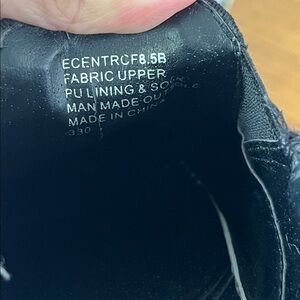 ECENTRCF8.5B
FABRIC UPPER
PU LINING & SOCK
MAN MADE OUTSOLE
MADE IN CHINA
330